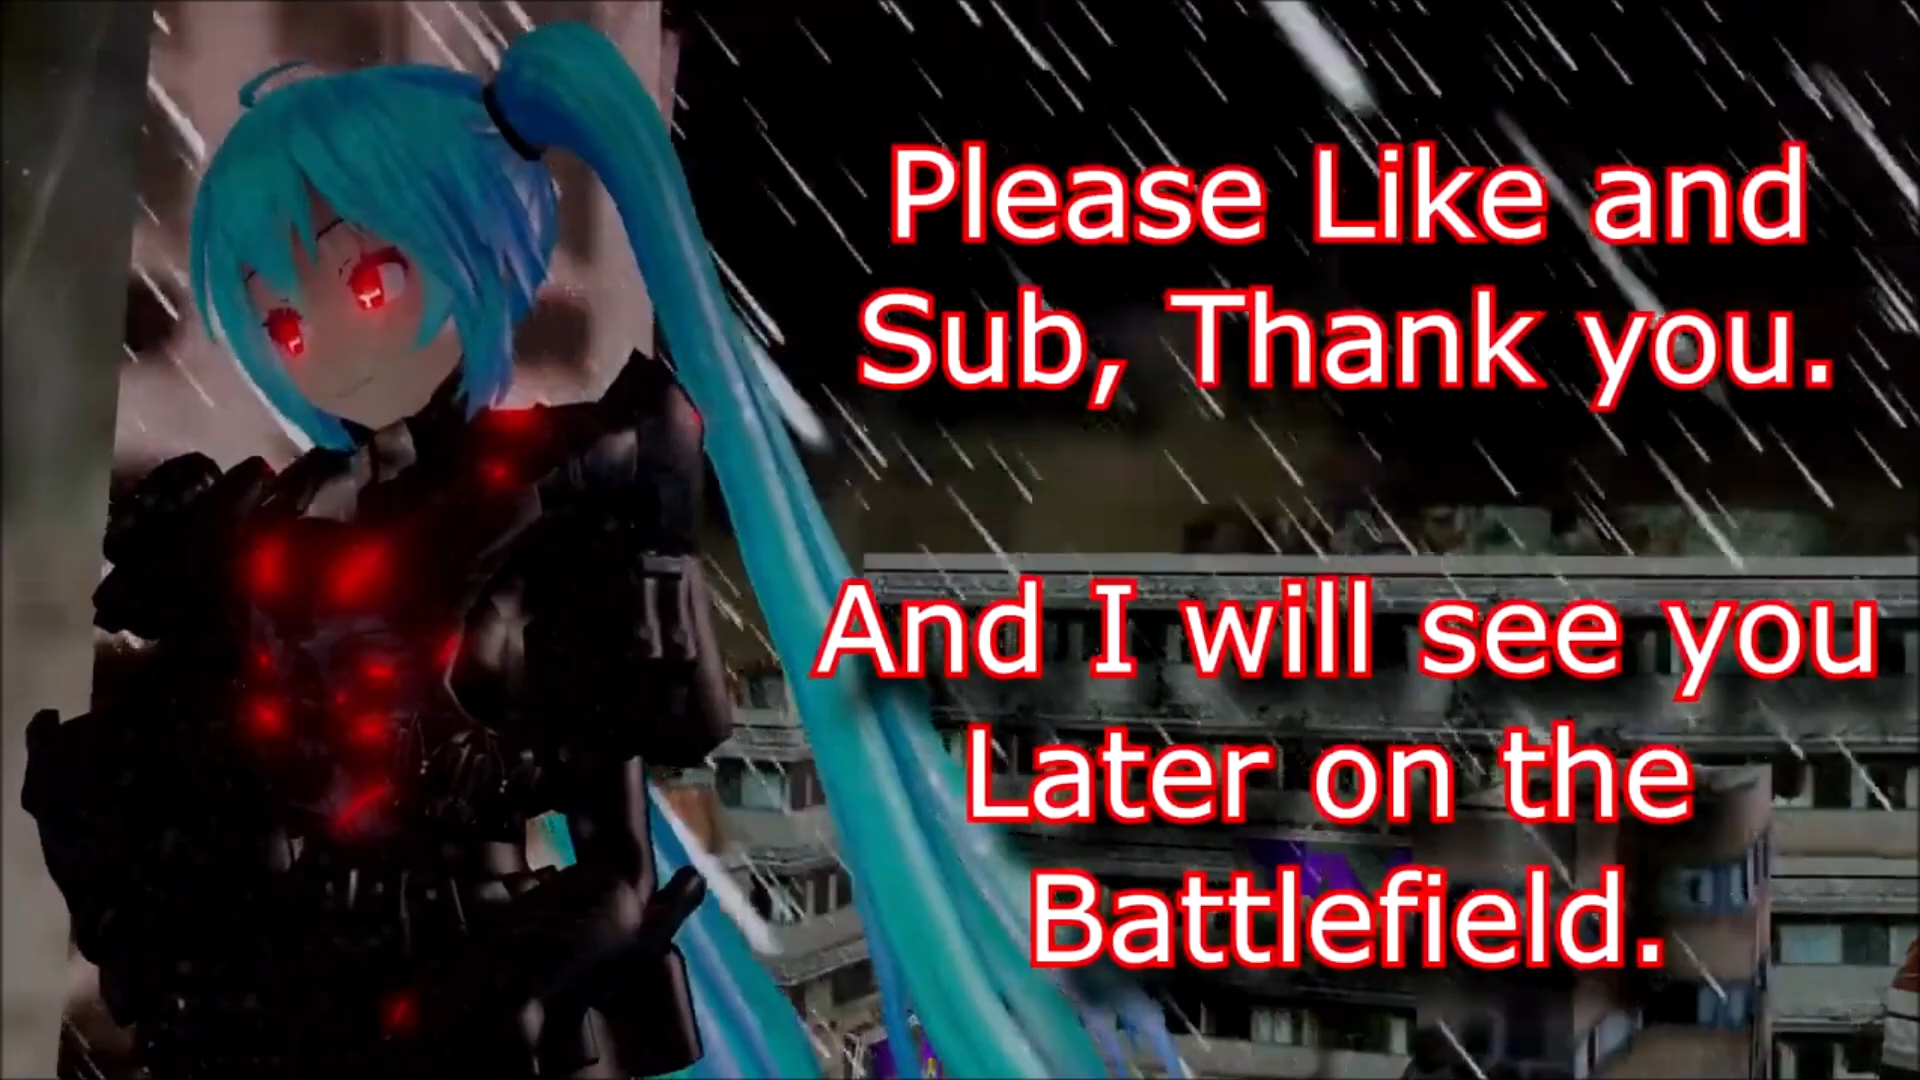 Please Like and
Sub, Thank you.
And I will see you
Later on the
Battlefield.